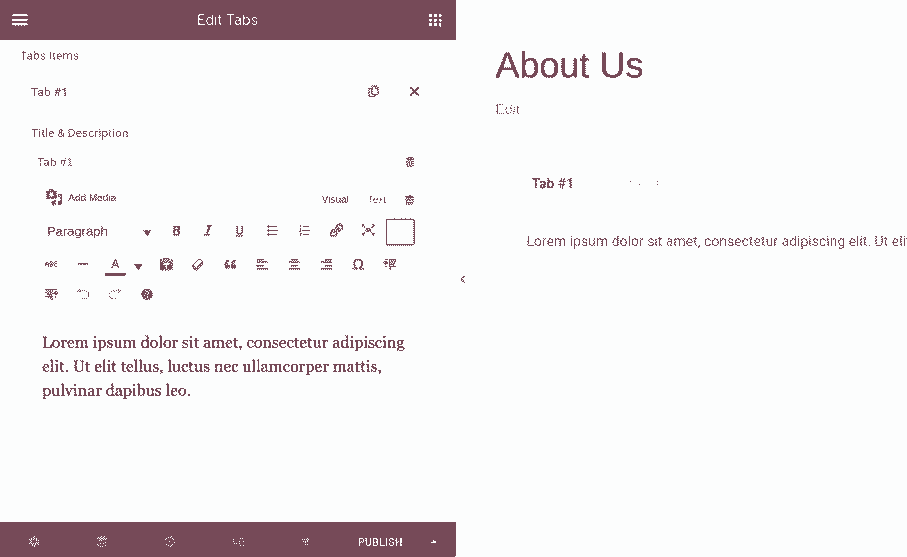 Edit Tabs
Tabs Items
Tab #1
Title & Description
Tab #1
Add Media
Visual Text
Paragraph
B I U
ABC A
Lorem ipsum dolor sit amet, consectetur adipiscing
elit. Ut elit tellus, luctus nec ullamcorper mattis,
pulvinar dapibus leo.
PUBLISH
About Us
Edit
Tab #1
Lorem ipsum dolor sit amet, consectetur adipiscing elit. Ut eli